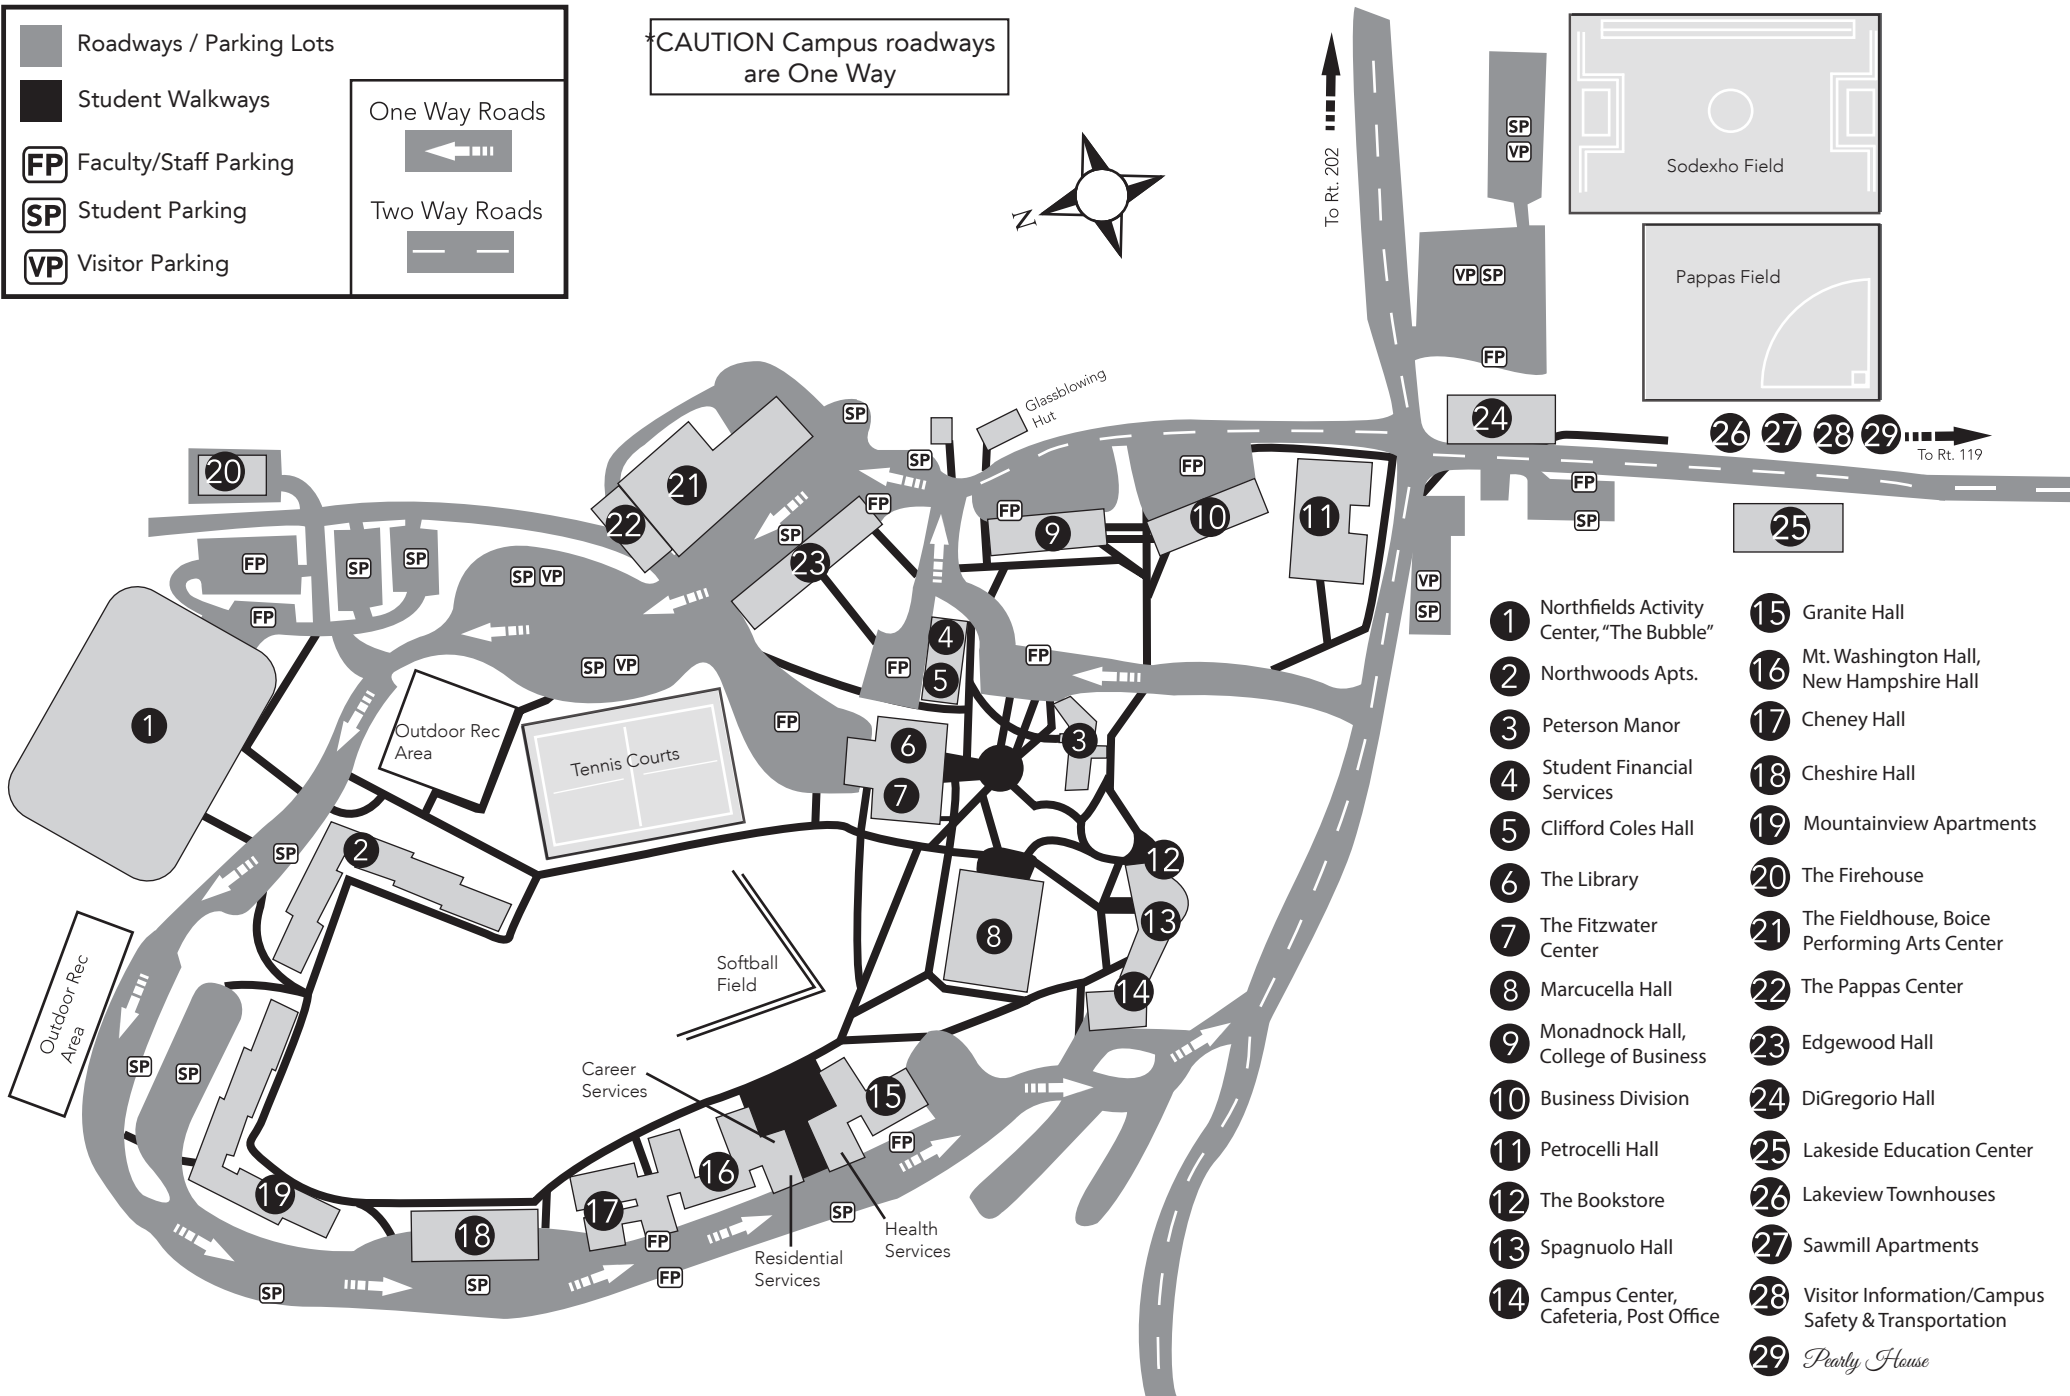 Roadways / Parking Lots
Student Walkways
FP Faculty/Staff Parking
SP Student Parking
VP Visitor Parking
One Way Roads
Two Way Roads
*CAUTION Campus roadways
are One Way
N
To Rt. 202
SP
VP
Sodexho Field
VP SP
Pappas Field
FP
24
26 27 28 29
To Rt. 119
FP
SP
25
VP
SP
Glassblowing
Hut
SP
SP
FP
FP
FP
SP
20
21
22
23
9
10
11
FP
SP
SP
FP
SP VP
SP VP
4
5
FP
FP
FP
1
Outdoor Rec
Area
Tennis Courts
6
7
3
SP
2
12
13
14
8
Softball
Field
Outdoor Rec
Area
SP
SP
Career
Services
15
FP
16
17
19
18
FP
SP
FP
SP
SP
Residential
Services
Health
Services
1 Northfields Activity
Center, “The Bubble”
2 Northwoods Apts.
3 Peterson Manor
4 Student Financial
Services
5 Clifford Coles Hall
6 The Library
7 The Fitzwater
Center
8 Marcucella Hall
9 Monadnock Hall,
College of Business
10 Business Division
11 Petrocelli Hall
12 The Bookstore
13 Spagnuolo Hall
14 Campus Center,
Cafeteria, Post Office
15 Granite Hall
16 Mt. Washington Hall,
New Hampshire Hall
17 Cheney Hall
18 Cheshire Hall
19 Mountainview Apartments
20 The Firehouse
21 The Fieldhouse, Boice
Performing Arts Center
22 The Pappas Center
23 Edgewood Hall
24 DiGregorio Hall
25 Lakeside Education Center
26 Lakeview Townhouses
27 Sawmill Apartments
28 Visitor Information/Campus
Safety & Transportation
29 Pearly House